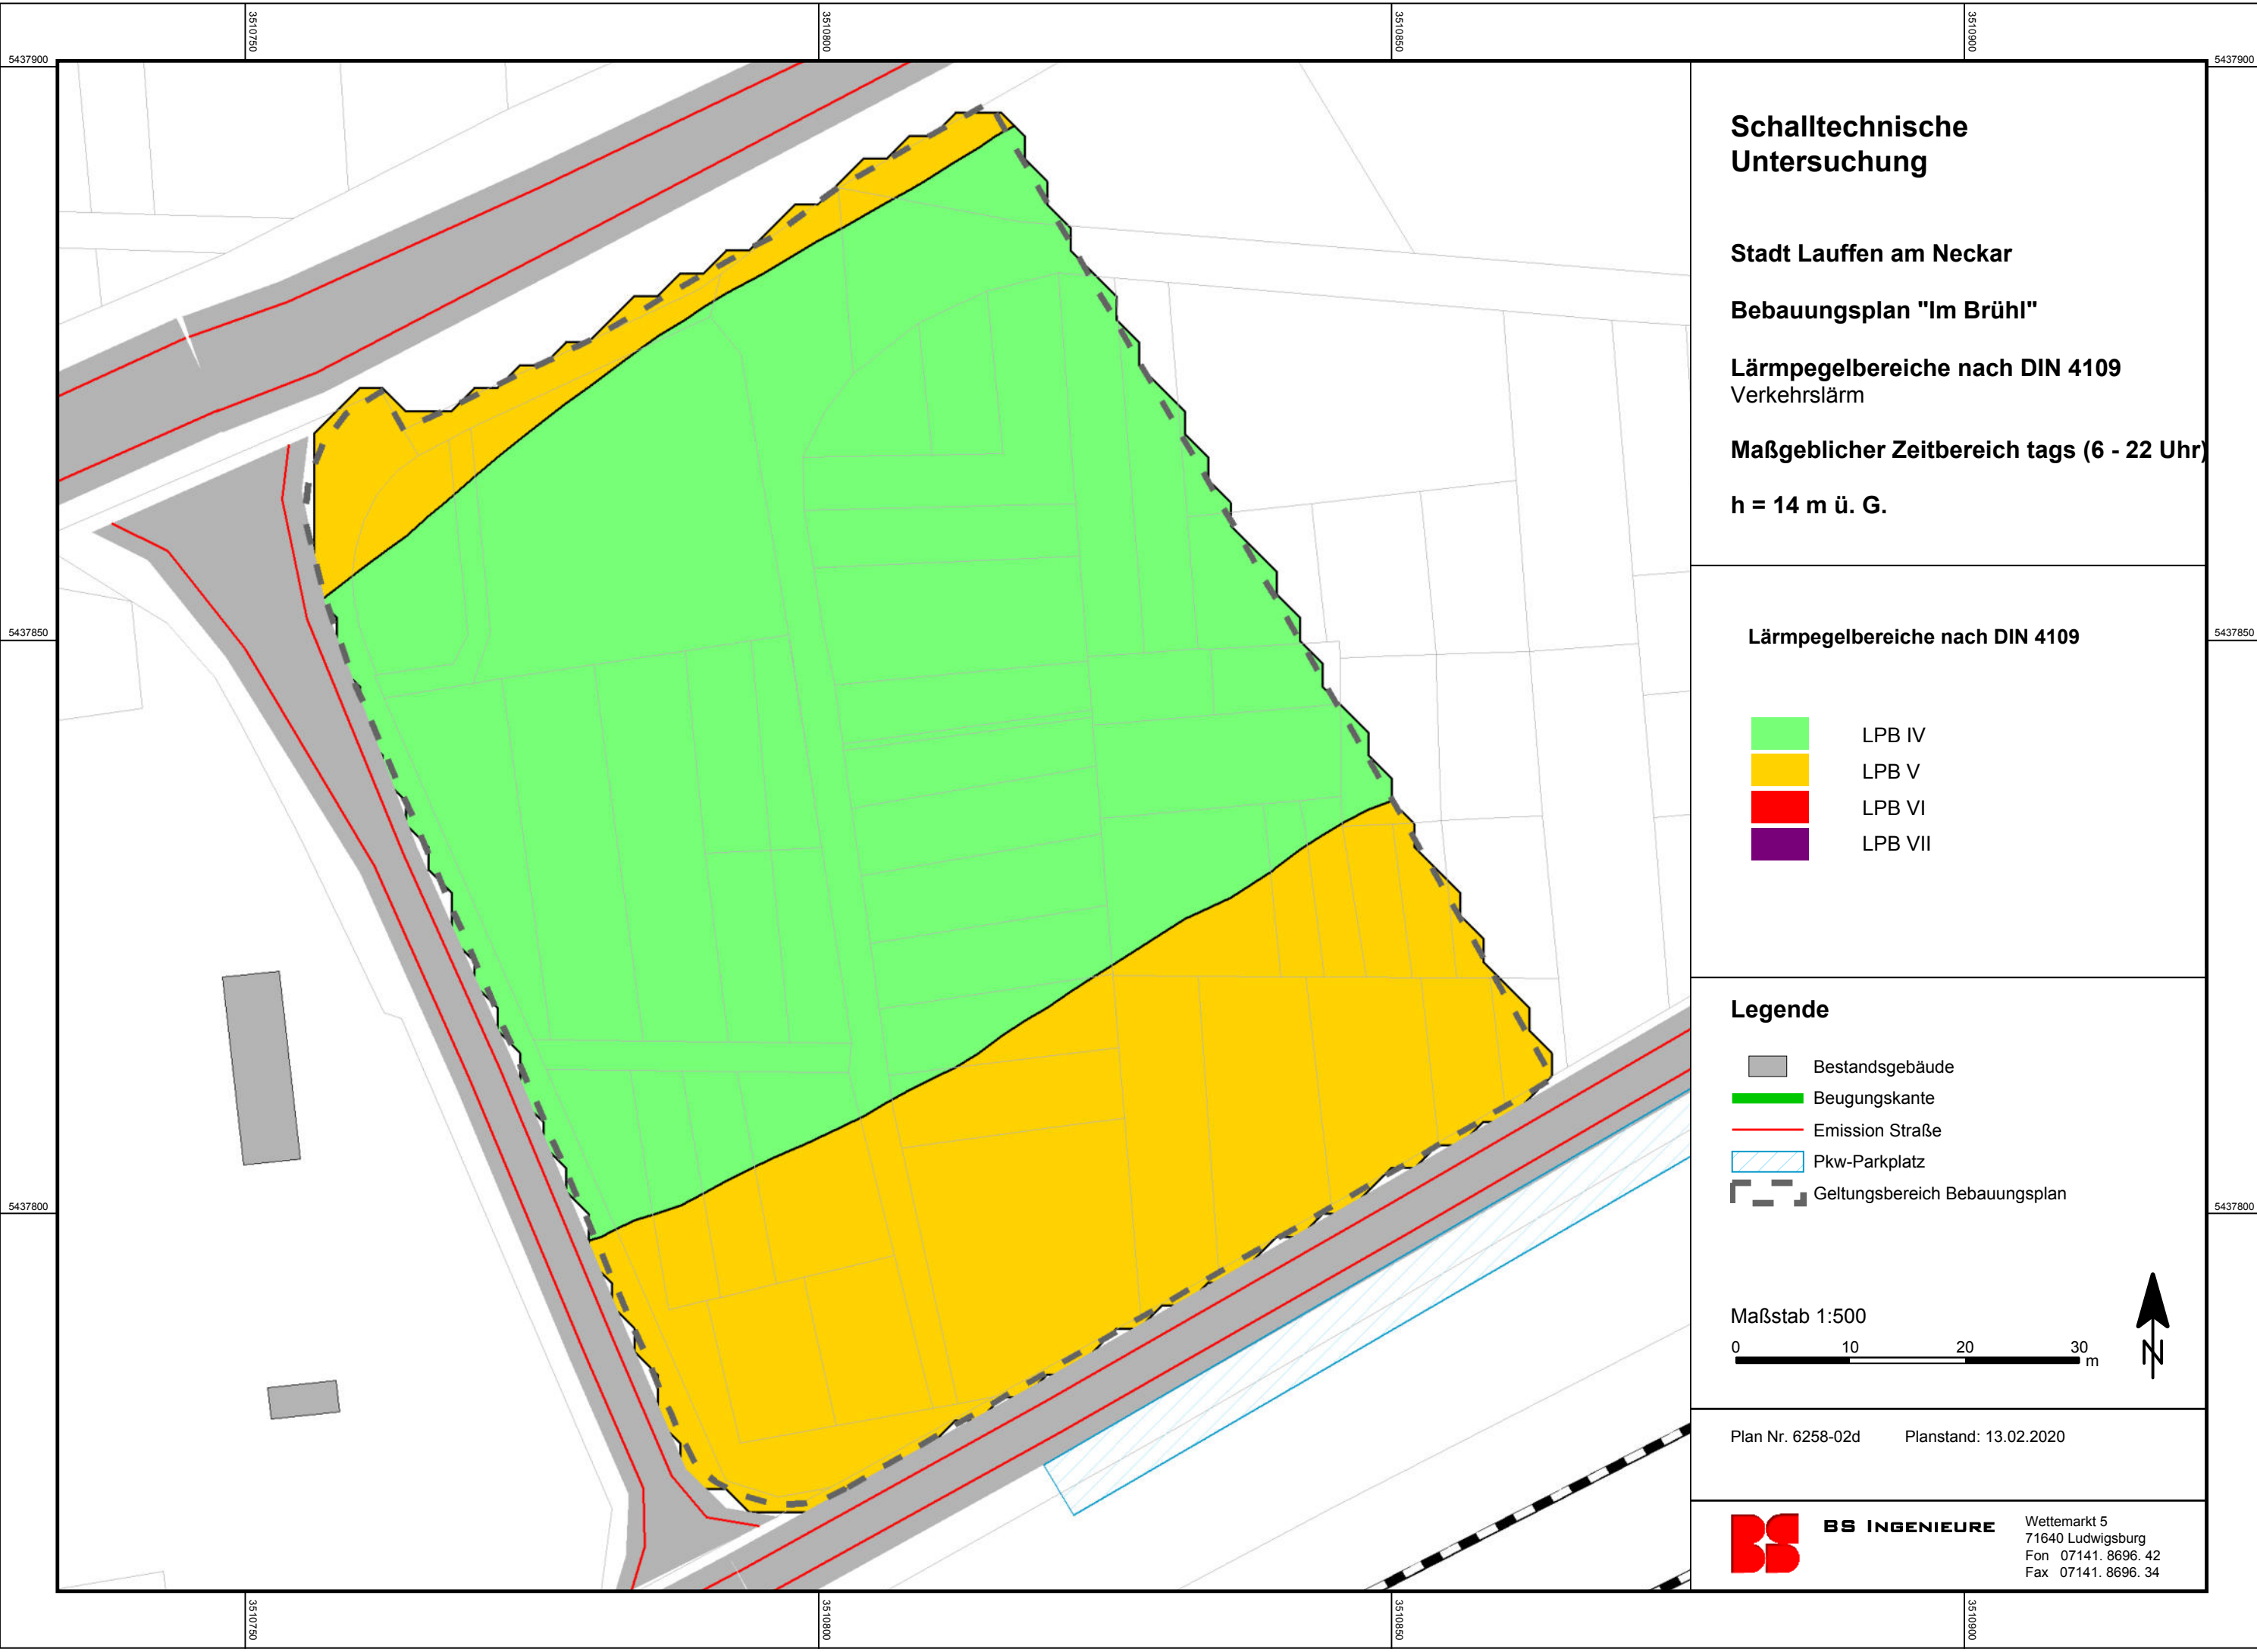 3510750
3510800
3510850
3510900
5437900
5437900
Schalltechnische
Untersuchung
Stadt Lauffen am Neckar
Bebauungsplan "Im Brühl"
Lärmpegelbereiche nach DIN 4109
Verkehrslärm
Maßgeblicher Zeitbereich tags (6 - 22 Uhr)
h = 14 m ü. G.
5437850
5437850
Lärmpegelbereiche nach DIN 4109
LPB IV
LPB V
LPB VI
LPB VII
Legende
Bestandsgebäude
Beugungskante
Emission Straße
Pkw-Parkplatz
Geltungsbereich Bebauungsplan
5437800
5437800
Maßstab 1:500
0 10 20 30
m
N
Plan Nr. 6258-02d Planstand: 13.02.2020
BS INGENIEURE
Wettemarkt 5
71640 Ludwigsburg
Fon 07141. 8696. 42
Fax 07141. 8696. 34
3510750
3510800
3510850
3510900